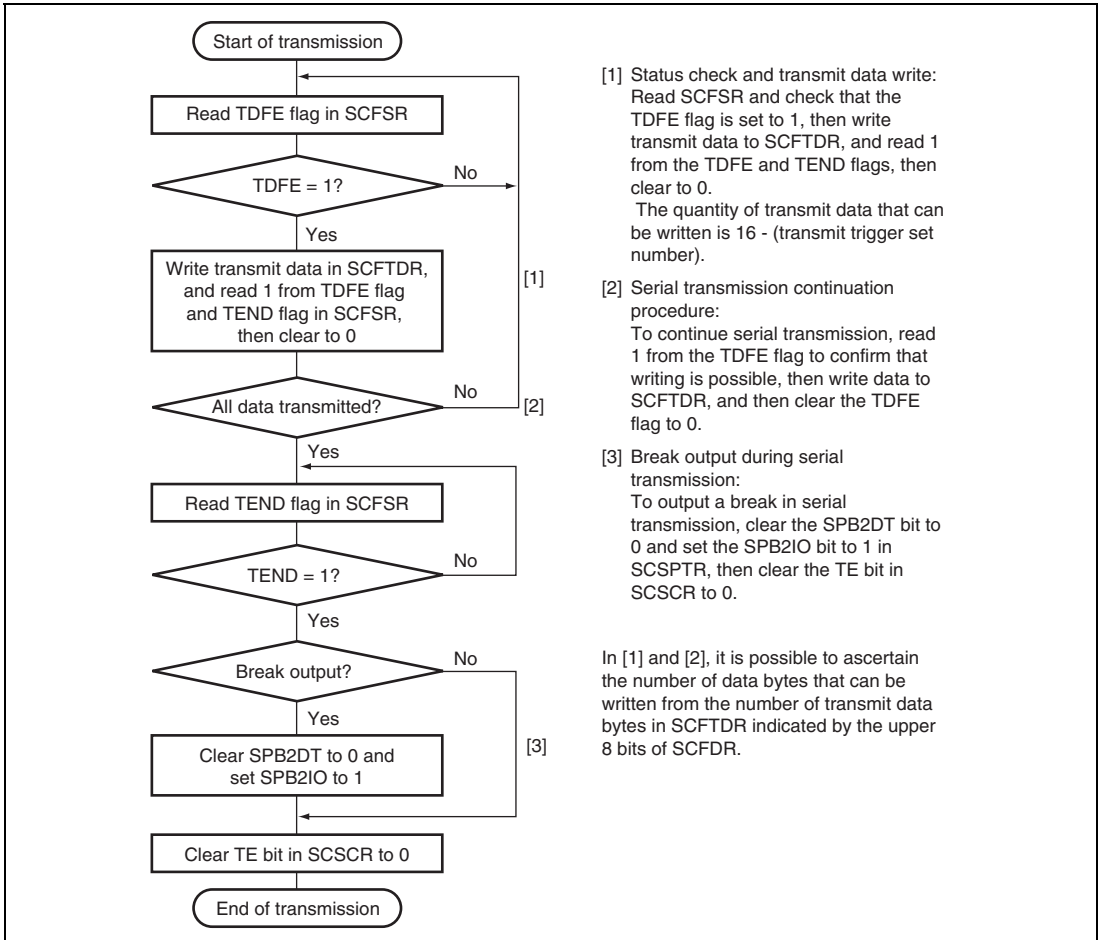 Start of transmission
Read TDFE flag in SCFSR
TDFE = 1?
No
Yes
Write transmit data in SCFTDR,
and read 1 from TDFE flag
and TEND flag in SCFSR,
then clear to 0
[1]
All data transmitted?
No
[2]
Yes
Read TEND flag in SCFSR
TEND = 1?
No
Yes
Break output?
No
Yes
Clear SPB2DT to 0 and
set SPB2IO to 1
[3]
Clear TE bit in SCSCR to 0
End of transmission
[1] Status check and transmit data write:
Read SCFSR and check that the
TDFE flag is set to 1, then write
transmit data to SCFTDR, and read 1
from the TDFE and TEND flags, then
clear to 0.
The quantity of transmit data that can
be written is 16 - (transmit trigger set
number).
[2] Serial transmission continuation
procedure:
To continue serial transmission, read
1 from the TDFE flag to confirm that
writing is possible, then write data to
SCFTDR, and then clear the TDFE
flag to 0.
[3] Break output during serial
transmission:
To output a break in serial
transmission, clear the SPB2DT bit to
0 and set the SPB2IO bit to 1 in
SCSPTR, then clear the TE bit in
SCSCR to 0.
In [1] and [2], it is possible to ascertain
the number of data bytes that can be
written from the number of transmit data
bytes in SCFTDR indicated by the upper
8 bits of SCFDR.